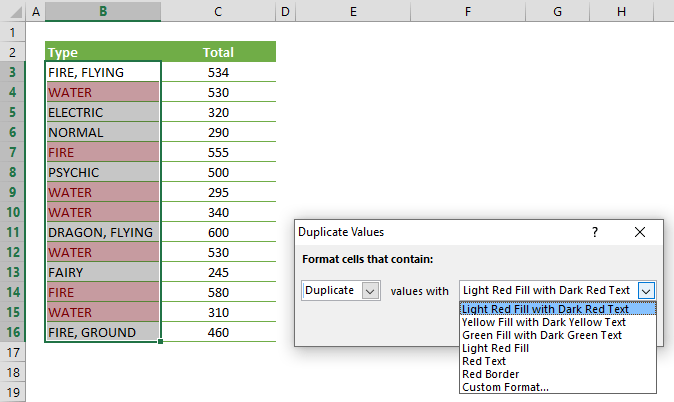 A B C D E F G H
1
2 Type Total
3 FIRE, FLYING 534
4 WATER 530
5 ELECTRIC 320
6 NORMAL 290
7 FIRE 555
8 PSYCHIC 500
9 WATER 295
10 WATER 340
11 DRAGON, FLYING 600
12 WATER 530
13 FAIRY 245
14 FIRE 580
15 WATER 310
16 FIRE, GROUND 460
17
18
19
Duplicate Values ? ×
Format cells that contain:
Duplicate values with Light Red Fill with Dark Red Text
Light Red Fill with Dark Red Text
Yellow Fill with Dark Yellow Text
Green Fill with Dark Green Text
Light Red Fill
Red Text
Red Border
Custom Format...